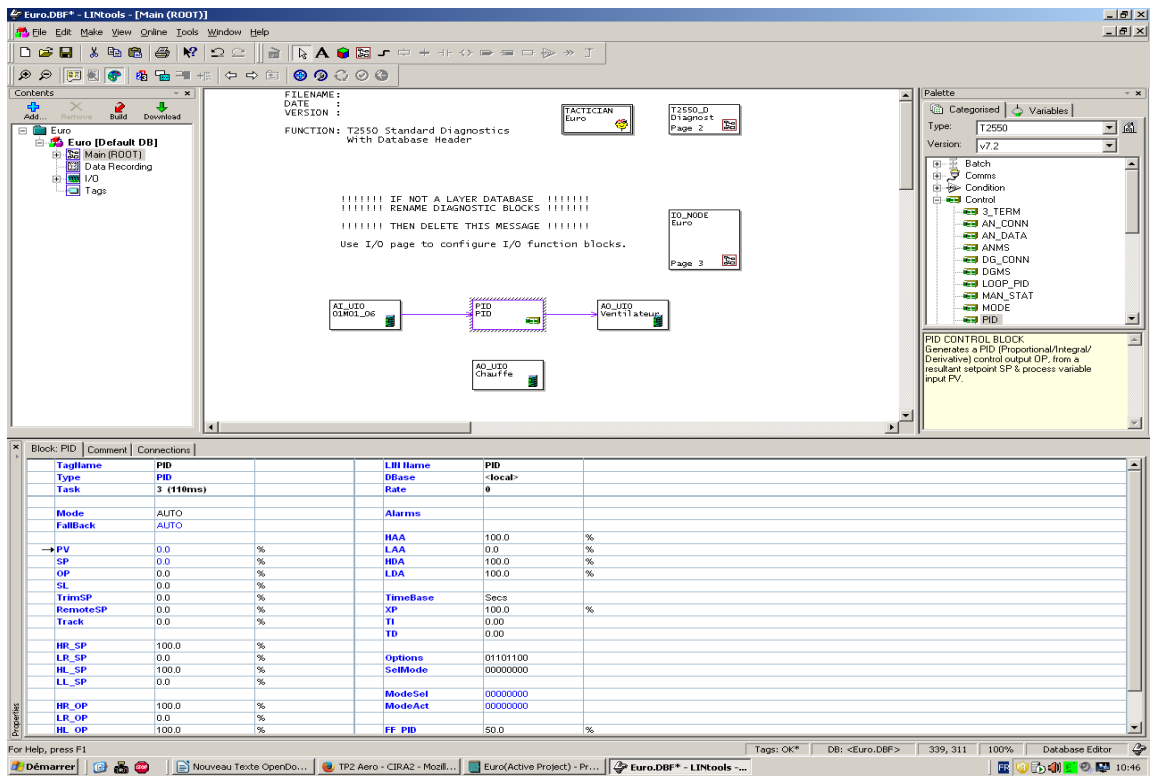 Euro.DBF* - LINtools - [Main (ROOT)]
File Edit Make View Online Tools Window Help
Contents
Add... Remove Build Download
Euro
Euro [Default DB]
Main (ROOT)
Data Recording
I/O
Tags
FILENAME:
DATE :
VERSION :
FUNCTION: T2550 Standard Diagnostics
With Database Header
TACTICIAN
Euro
T2550_D
Diagnost
Page 2
!!!!!!! IF NOT A LAYER DATABASE !!!!!!!
!!!!!!! RENAME DIAGNOSTIC BLOCKS !!!!!!!
!!!!!!! THEN DELETE THIS MESSAGE !!!!!!!
Use I/O page to configure I/O function blocks.
IO_NODE
Euro
Page 3
AI_UIO
01M01_06
PID
PID
AO_UIO
Ventilateur
AO_UIO
Chauffe
Palette
Categorised Variables
Type: T2550
Version: v7.2
Batch
Comms
Condition
Control
3_TERM
AN_CONN
AN_DATA
ANMS
DG_CONN
DGMS
LOOP_PID
MAN_STAT
MODE
PID
PID CONTROL BLOCK
Generates a PID (Proportional/Integral/
Derivative) control output OP, from a
resultant setpoint SP & process variable
input PV.
Properties
Block: PID Comment Connections
TagName PID LIN Name PID
Type PID DBase <local>
Task 3 (110ms) Rate 0
Mode AUTO Alarms
FallBack AUTO
HAA 100.0 %
PV 0.0 % LAA 0.0 %
SP 0.0 % HDA 100.0 %
OP 0.0 % LDA 100.0 %
SL 0.0 %
TrimSP 0.0 % TimeBase Secs
RemoteSP 0.0 % XP 100.0 %
Track 0.0 % TI 0.00
TD 0.00
HR_SP 100.0 %
LR_SP 0.0 % Options 01101100
HL_SP 100.0 % SelMode 00000000
LL_SP 0.0 %
ModeSel 00000000
HR_OP 100.0 % ModeAct 00000000
LR_OP 0.0 %
HL_OP 100.0 % FF_PID 50.0 %
For Help, press F1 Tags: OK* DB: <Euro.DBF> 339, 311 100% Database Editor
Démarrer Nouveau Texte OpenDo... TP2 Aero - CIRA2 - Mozill... Euro(Active Project) - Pr... Euro.DBF* - LINtools -... FR 10:46